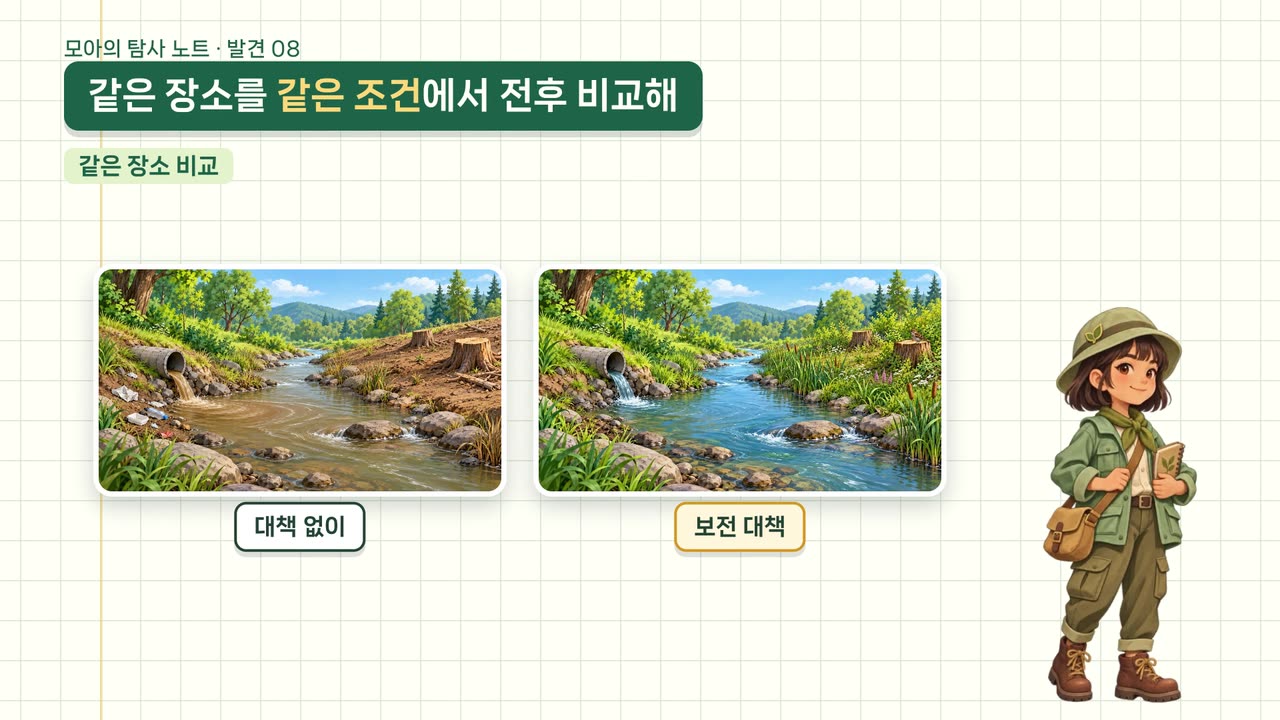 모아의 탐사 노트 · 발견 08
같은 장소를 같은 조건에서 전후 비교해
같은 장소 비교
대책 없이
보전 대책